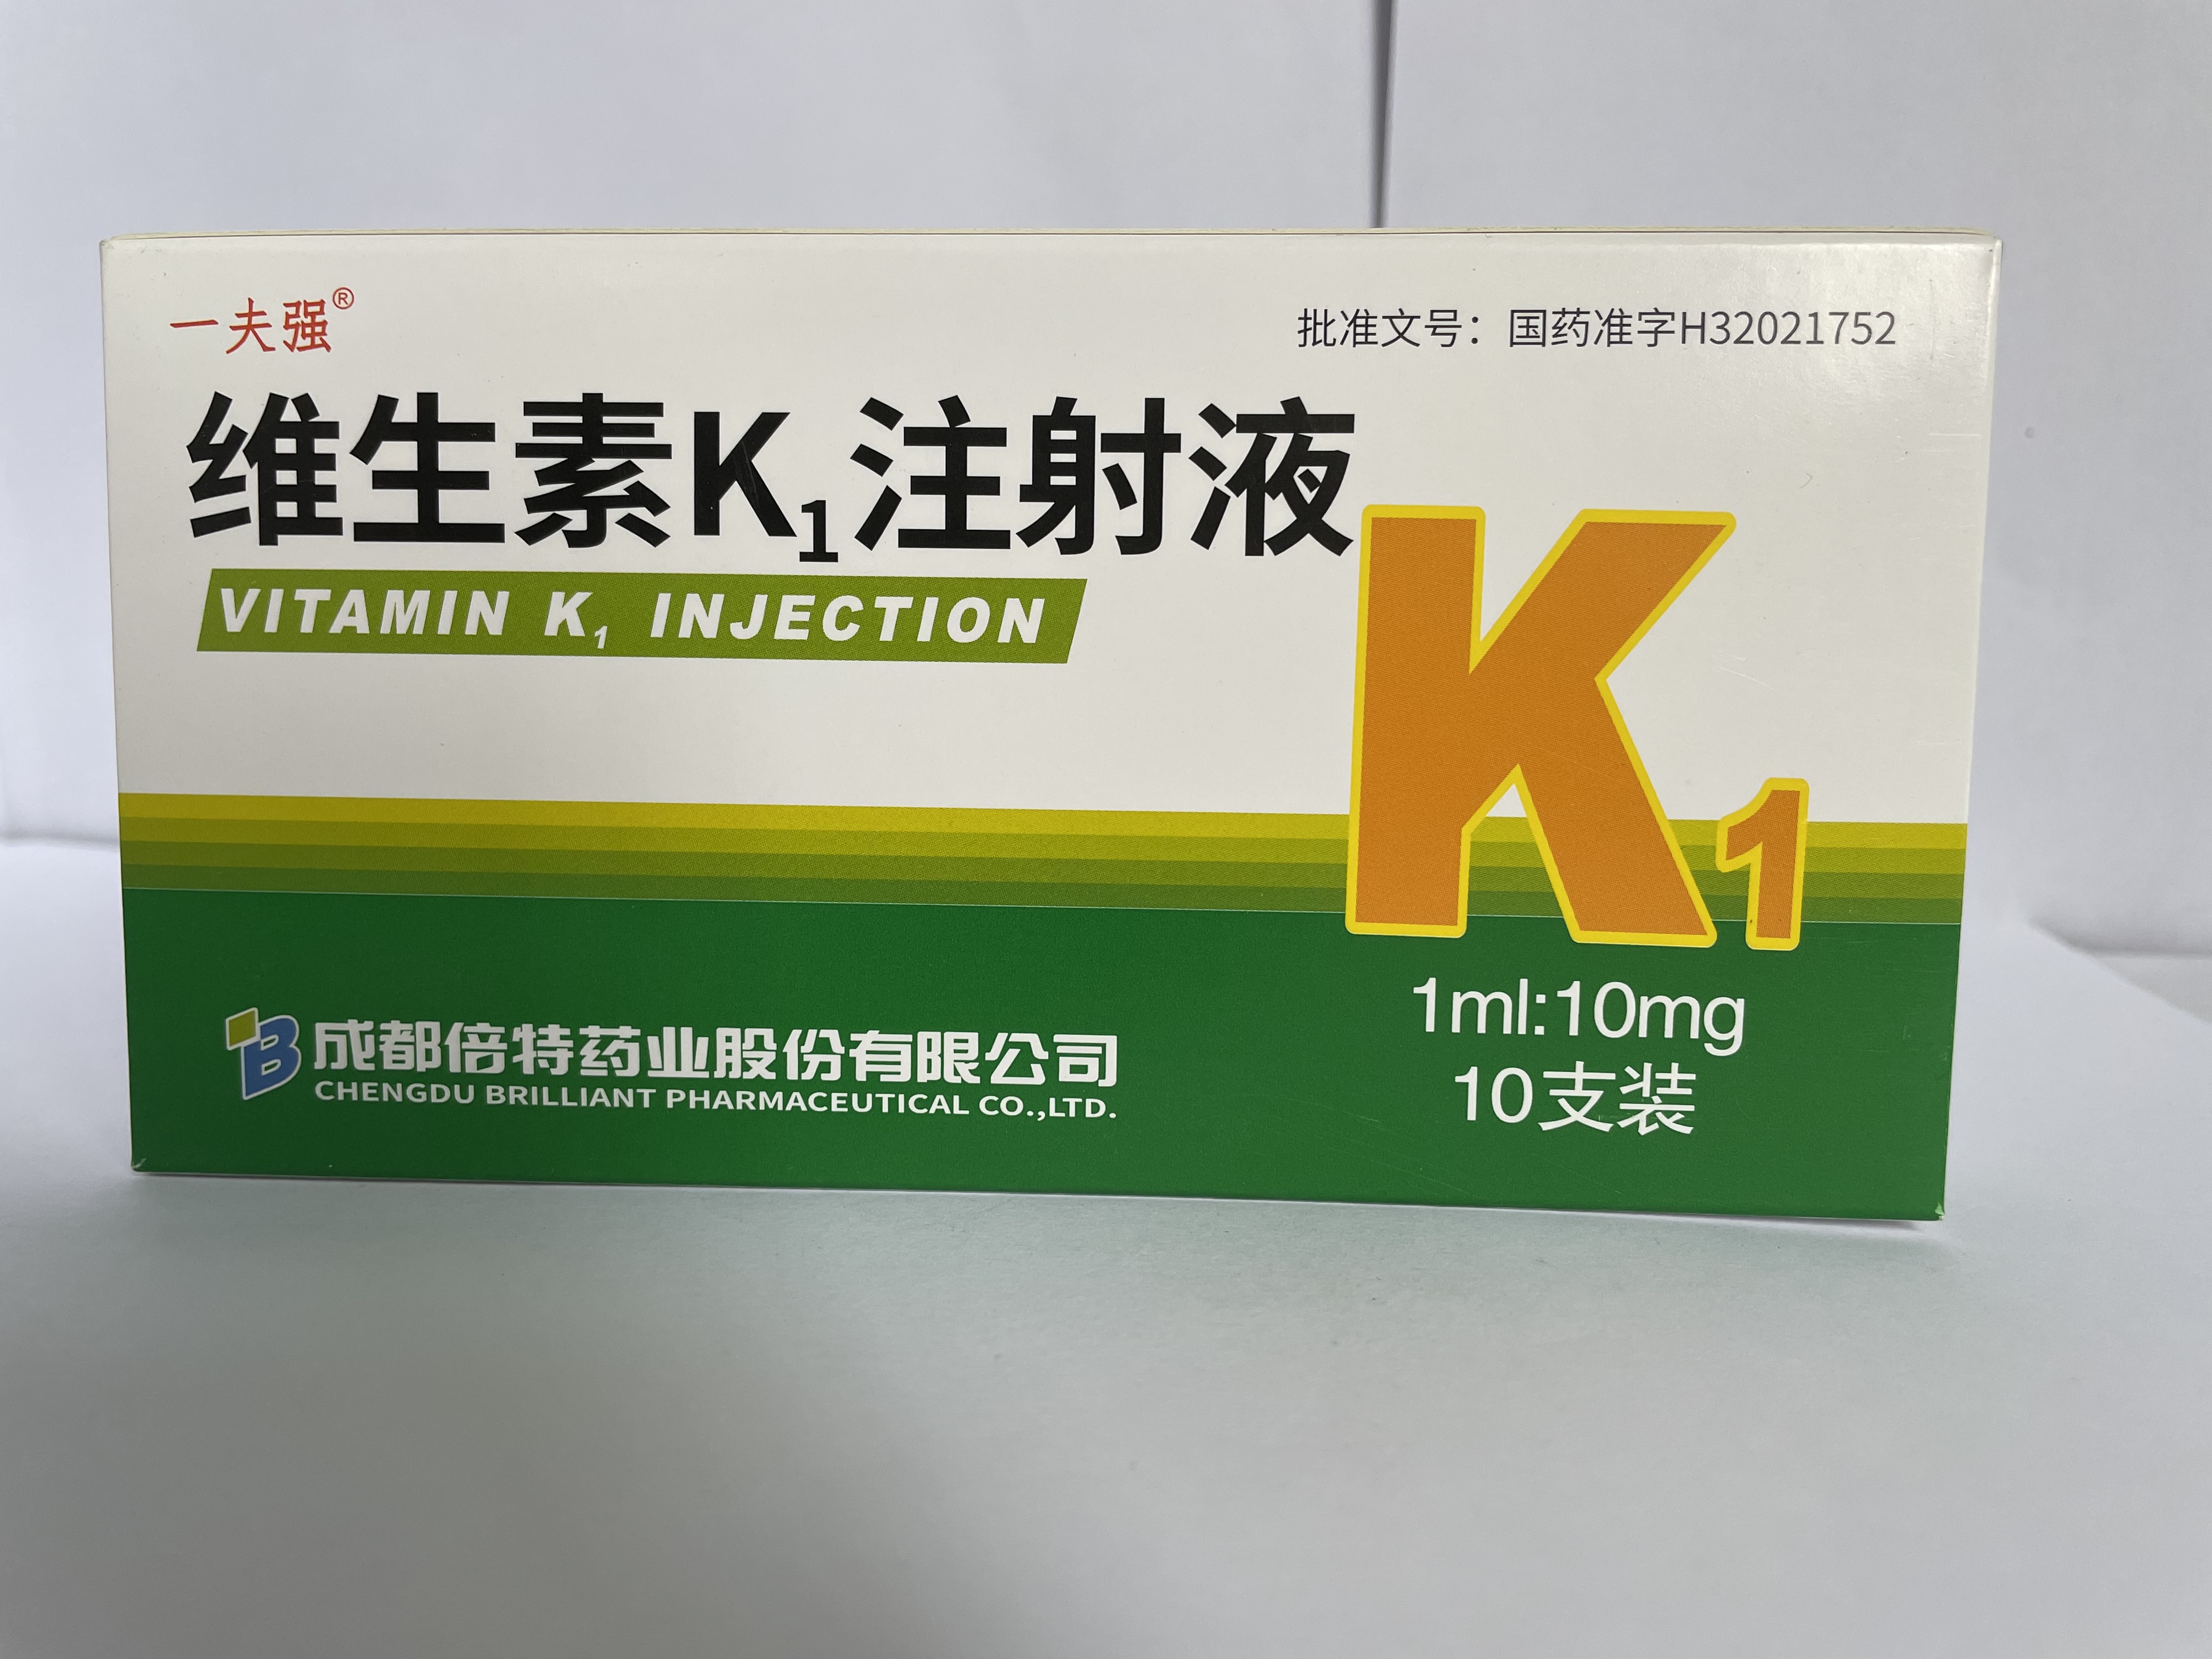 一夫强®
批准文号：国药准字H32021752
维生素K₁注射液
VITAMIN K₁ INJECTION
K₁
1ml:10mg
10支装
B
成都倍特药业股份有限公司
CHENGDU BRILLIANT PHARMACEUTICAL CO.,LTD.